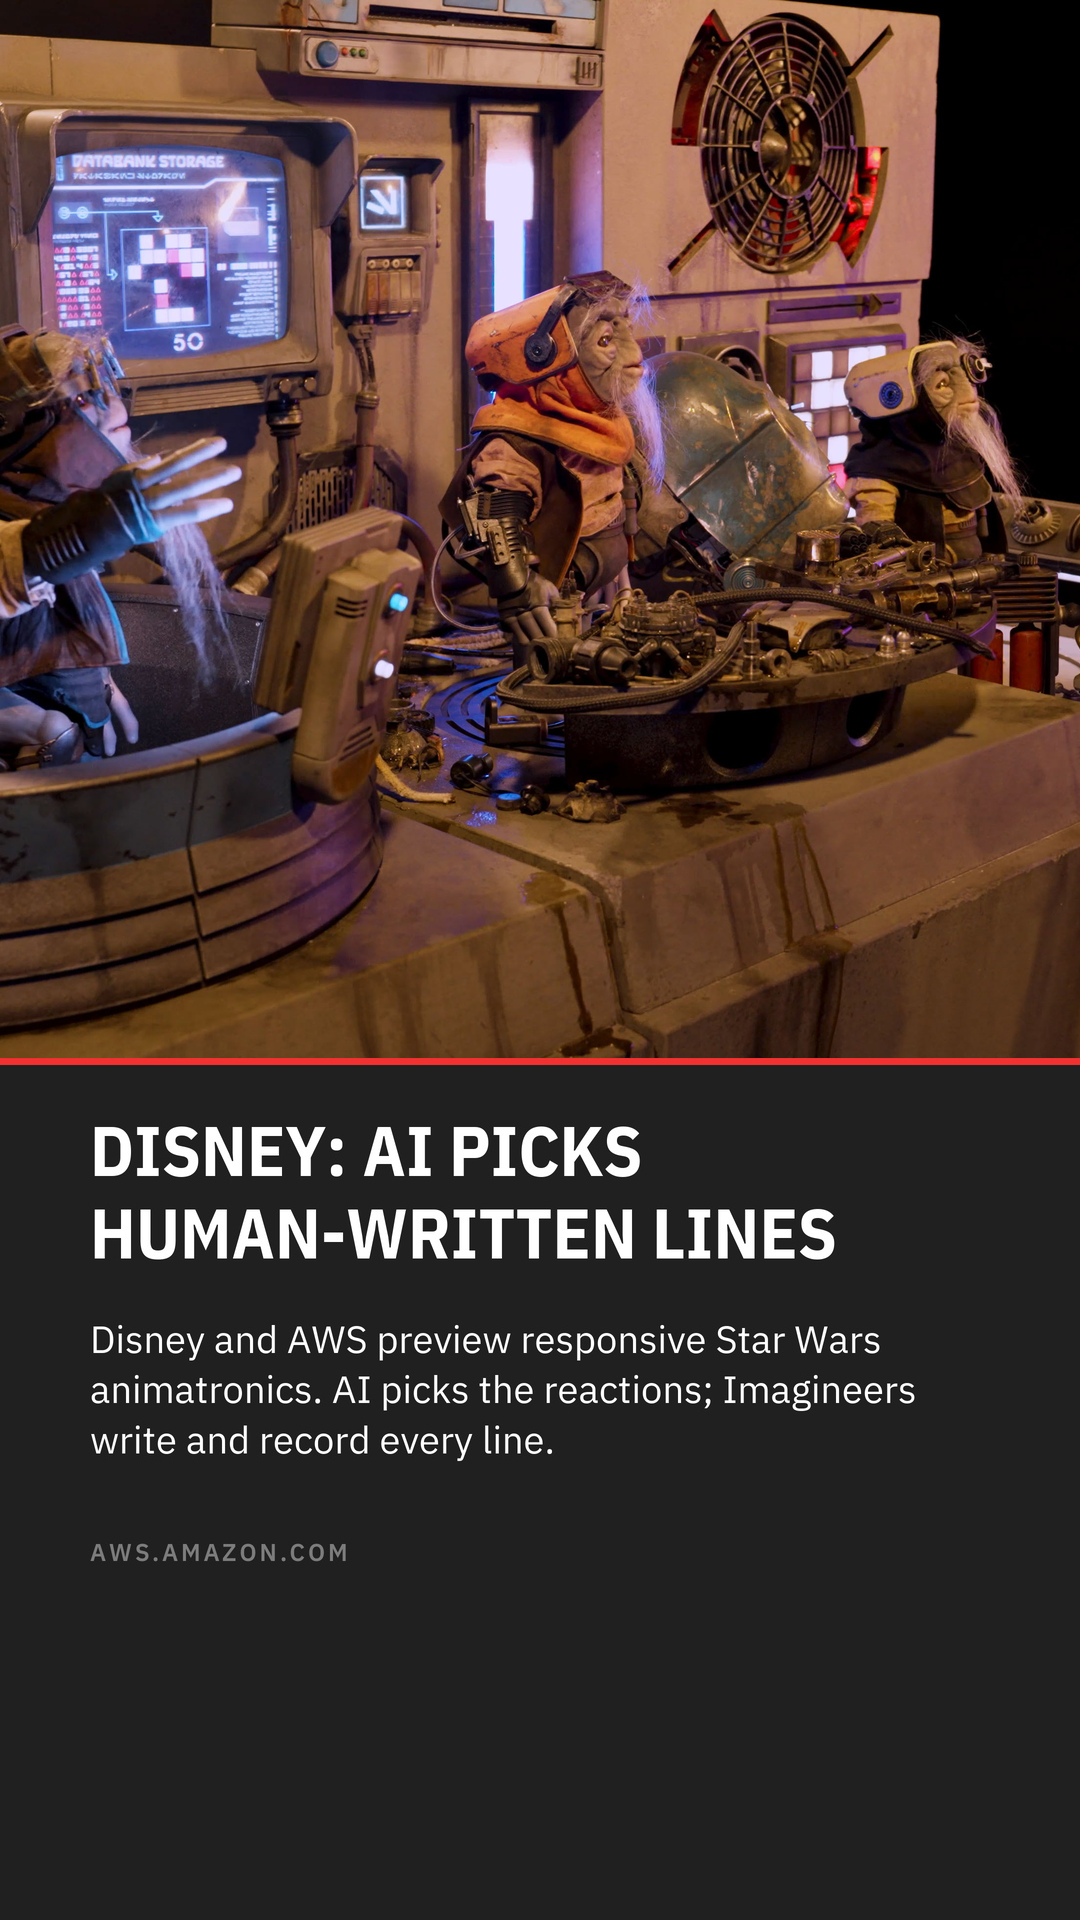 DATABANK STORAGE
50
DISNEY: AI PICKS
HUMAN-WRITTEN LINES
Disney and AWS preview responsive Star Wars
animatronics. AI picks the reactions; Imagineers
write and record every line.
AWS.AMAZON.COM